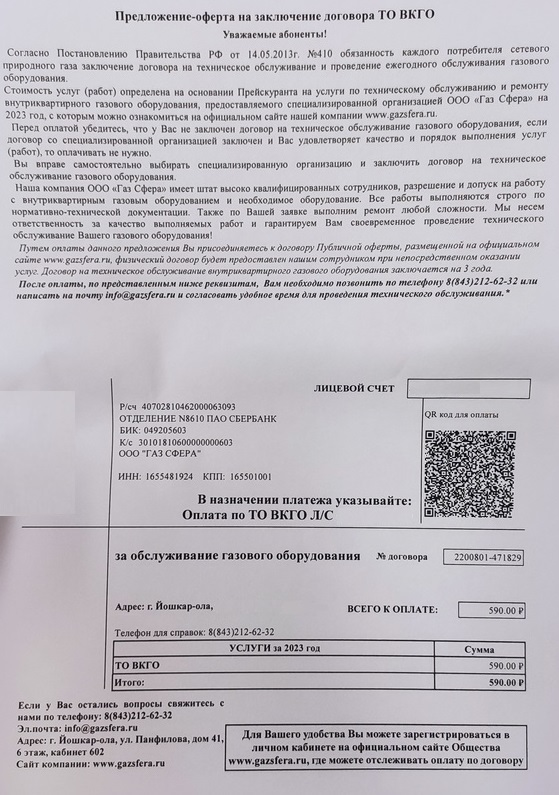 Предложение-оферта на заключение договора ТО ВКГО
Уважаемые абоненты!
Согласно Постановлению Правительства РФ от 14.05.2013г. №410 обязанность каждого потребителя сетевого
природного газа заключение договора на техническое обслуживание и проведение ежегодного обслуживания газового
оборудования.
Стоимость услуг (работ) определена на основании Прейскуранта на услуги по техническому обслуживанию и ремонту
внутриквартирного газового оборудования, предоставляемого специализированной организацией ООО «Газ Сфера» на
2023 год, с которым можно ознакомиться на официальном сайте нашей компании www.gazsfera.ru.
Перед оплатой убедитесь, что у Вас не заключен договор на техническое обслуживание газового оборудования, если
договор со специализированной организацией заключен и Вас удовлетворяет качество и порядок выполнения услуг
(работ), то оплачивать не нужно.
Вы вправе самостоятельно выбирать специализированную организацию и заключить договор на техническое
обслуживание газового оборудования.
Наша компания ООО «Газ Сфера» имеет штат высоко квалифицированных сотрудников, разрешение и допуск на работу
с внутриквартирным газовым оборудованием и необходимое оборудование. Все работы выполняются строго по
нормативно-технической документации. Также по Вашей заявке выполним ремонт любой сложности. Мы несем
ответственность за качество выполняемых работ и гарантируем Вам своевременное проведение технического
обслуживание Вашего газового оборудования!
Путем оплаты данного предложения Вы присоединяетесь к договору Публичной оферты, размещенной на официальном
сайте www.gazsfera.ru, физический договор будет предоставлен нашим сотрудником при непосредственном оказании
услуг. Договор на техническое обслуживание внутриквартирного газового оборудования заключается на 3 года.
После оплаты, по представленным ниже реквизитам, Вам необходимо позвонить по телефону 8(843)212-62-32 или
написать на почту info@gazsfera.ru и согласовать удобное время для проведения технического обслуживания.*
ЛИЦЕВОЙ СЧЕТ
Р/сч 40702810462000063093
ОТДЕЛЕНИЕ N8610 ПАО СБЕРБАНК
БИК: 049205603
К/с 30101810600000000603
ООО "ГАЗ СФЕРА"
ИНН: 1655481924 КПП: 165501001
QR код для оплаты
В назначении платежа указывайте:
Оплата по ТО ВКГО Л/С
за обслуживание газового оборудования № договора 2200801-471829
Адрес: г. Йошкар-ола, ВСЕГО К ОПЛАТЕ: 590.00 ₽
Телефон для справок: 8(843)212-62-32
УСЛУГИ за 2023 год Сумма
ТО ВКГО 590.00 ₽
Итого: 590.00 ₽
Если у Вас остались вопросы свяжитесь с
нами по телефону: 8(843)212-62-32
Эл.почта: info@gazsfera.ru
Адрес: г. Йошкар-ола, ул. Панфилова, дом 41,
6 этаж, кабинет 602
Сайт компании: www.gazsfera.ru
Для Вашего удобства Вы можете зарегистрироваться в
личном кабинете на официальном сайте Общества
www.gazsfera.ru, где можете отслеживать оплату по договору